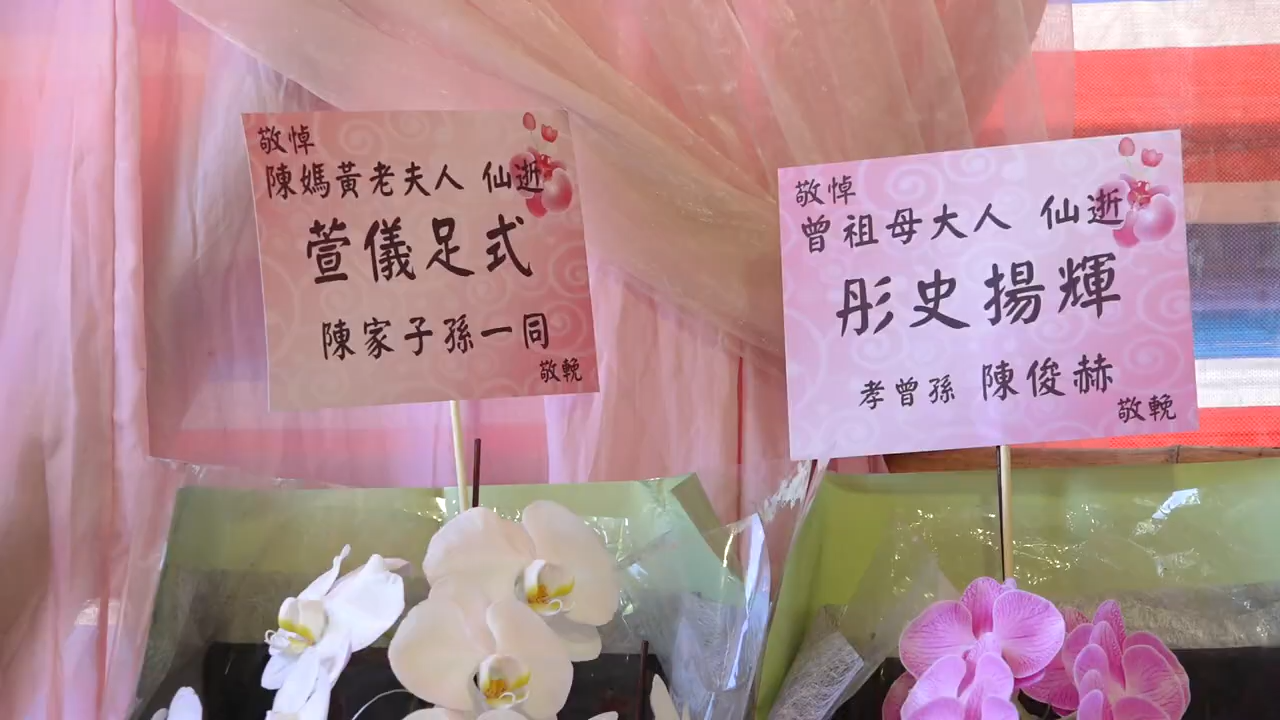 敬悼
陳媽黃老夫人 仙逝
萱儀足式
陳家子孫一同
敬輓
敬悼
曾祖母大人 仙逝
彤史揚輝
孝曾孫 陳俊赫
敬輓